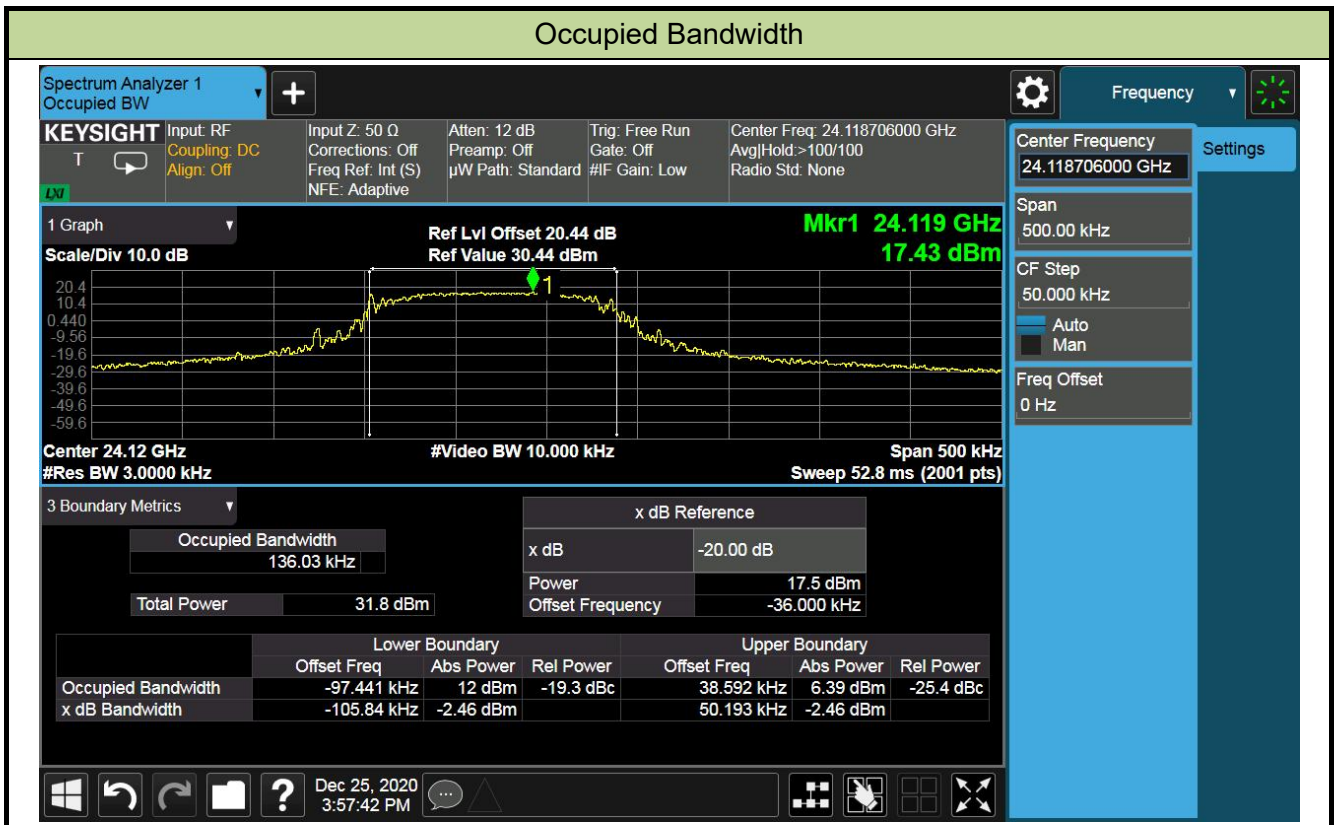 Occupied Bandwidth
Spectrum Analyzer 1
Occupied BW
Frequency
KEYSIGHT
T
LXI
Input: RF
Coupling: DC
Align: Off
Input Z: 50 Ω
Corrections: Off
Freq Ref: Int (S)
NFE: Adaptive
Atten: 12 dB
Preamp: Off
µW Path: Standard
Trig: Free Run
Gate: Off
#IF Gain: Low
Center Freq: 24.118706000 GHz
Avg|Hold:>100/100
Radio Std: None
Center Frequency
24.118706000 GHz
Settings
Span
500.00 kHz
CF Step
50.000 kHz
Auto
Man
Freq Offset
0 Hz
1 Graph
Scale/Div 10.0 dB
Ref Lvl Offset 20.44 dB
Ref Value 30.44 dBm
Mkr1 24.119 GHz
17.43 dBm
1
20.4
10.4
0.440
-9.56
-19.6
-29.6
-39.6
-49.6
-59.6
Center 24.12 GHz
#Video BW 10.000 kHz
Span 500 kHz
#Res BW 3.0000 kHz
Sweep 52.8 ms (2001 pts)
3 Boundary Metrics
Occupied Bandwidth
136.03 kHz
Total Power 31.8 dBm
x dB Reference
x dB -20.00 dB
Power 17.5 dBm
Offset Frequency -36.000 kHz
Lower Boundary Upper Boundary
Offset Freq Abs Power Rel Power Offset Freq Abs Power Rel Power
Occupied Bandwidth -97.441 kHz 12 dBm -19.3 dBc 38.592 kHz 6.39 dBm -25.4 dBc
x dB Bandwidth -105.84 kHz -2.46 dBm 50.193 kHz -2.46 dBm
Dec 25, 2020
3:57:42 PM